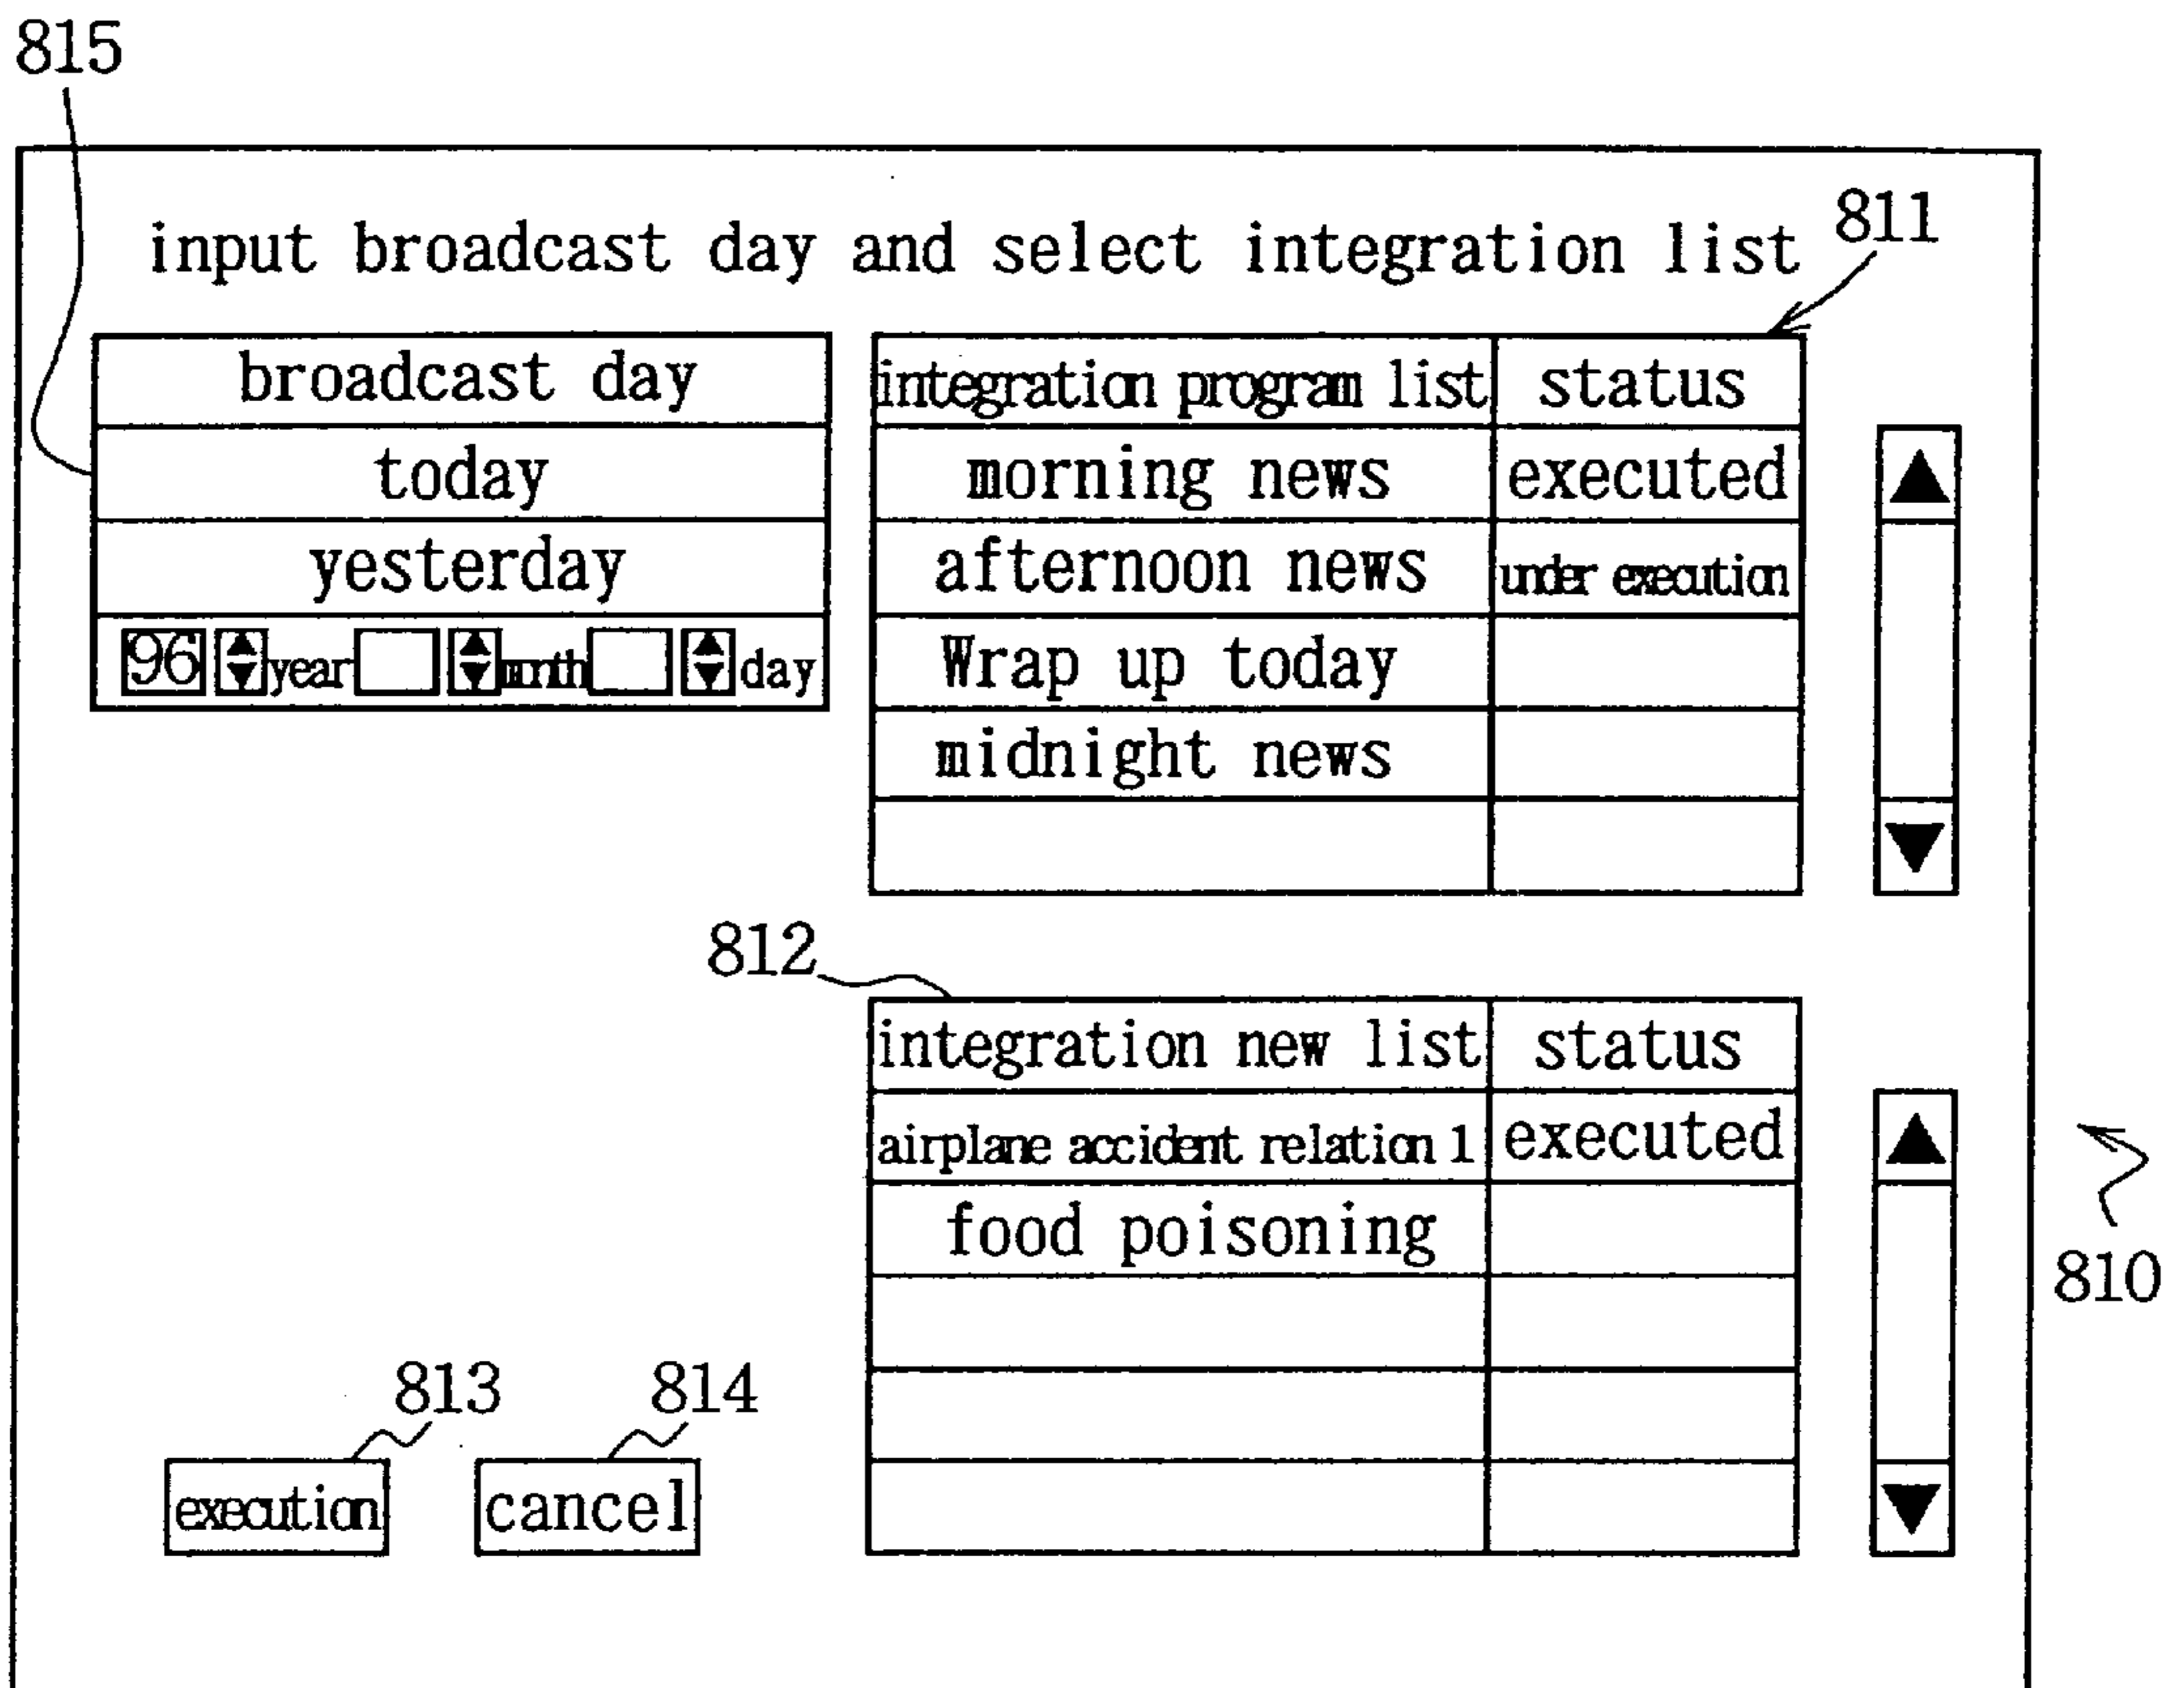 815
input broadcast day and select integration list
811
broadcast day
today
yesterday
96 year month day
integration program list status
morning news executed
afternoon news under execution
Wrap up today
midnight news
812
integration new list status
airplane accident relation 1 executed
food poisoning
810
813 814
execution cancel